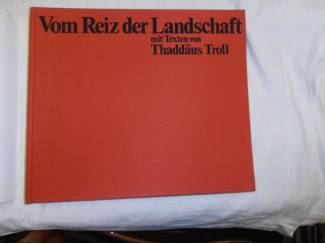 Vom Reiz der Landschaft
mit Texten von
Thaddäus Troll